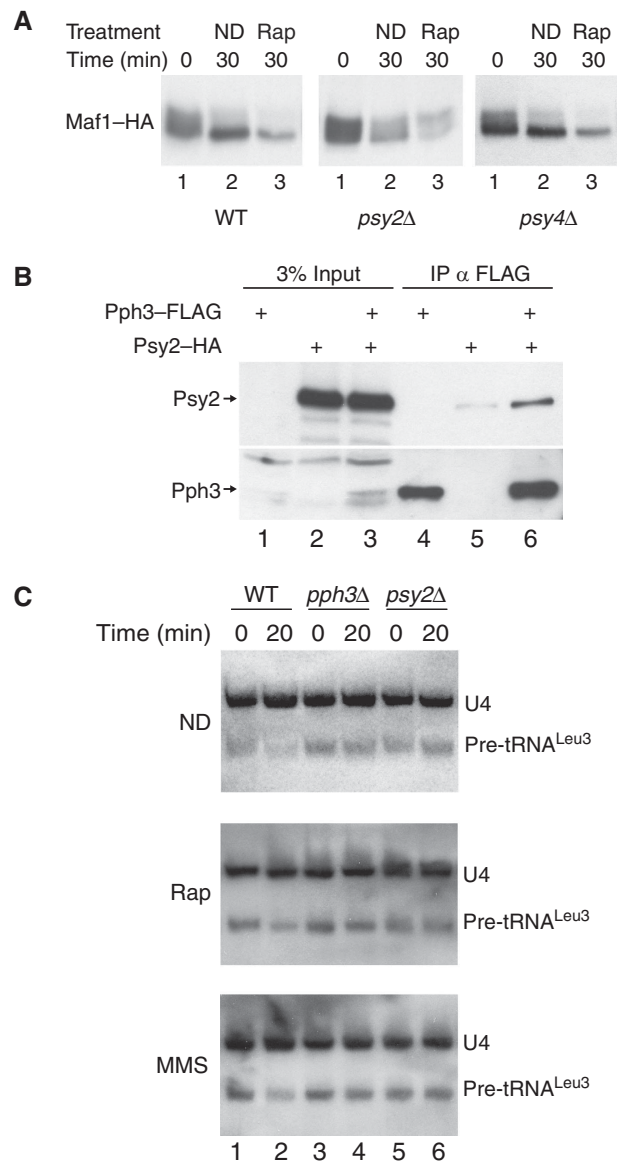 A
Treatment ND Rap ND Rap ND Rap
Time (min) 0 30 30 0 30 30 0 30 30
Maf1–HA
1 2 3 1 2 3 1 2 3
WT psy2Δ psy4Δ
B
3% Input IP α FLAG
Pph3–FLAG + + + +
Psy2–HA + + + +
Psy2
Pph3
1 2 3 4 5 6
C
WT pph3Δ psy2Δ
Time (min) 0 20 0 20 0 20
ND
U4
Pre-tRNALeu3
Rap
U4
Pre-tRNALeu3
MMS
U4
Pre-tRNALeu3
1 2 3 4 5 6